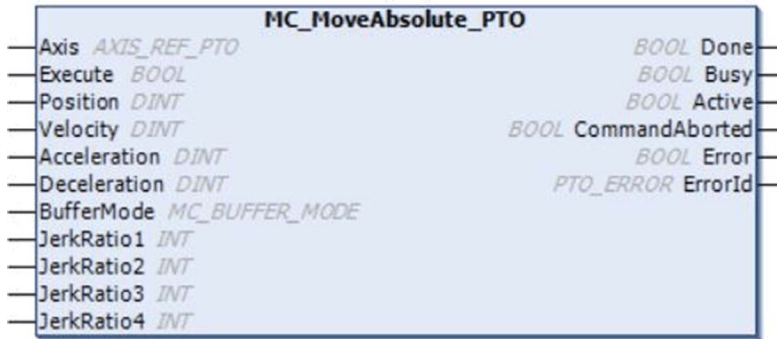 MC_MoveAbsolute_PTO
Axis AXIS_REF_PTO BOOL Done
Execute BOOL BOOL Busy
Position DINT BOOL Active
Velocity DINT BOOL CommandAborted
Acceleration DINT BOOL Error
Deceleration DINT PTO_ERROR ErrorId
BufferMode MC_BUFFER_MODE
JerkRatio1 INT
JerkRatio2 INT
JerkRatio3 INT
JerkRatio4 INT